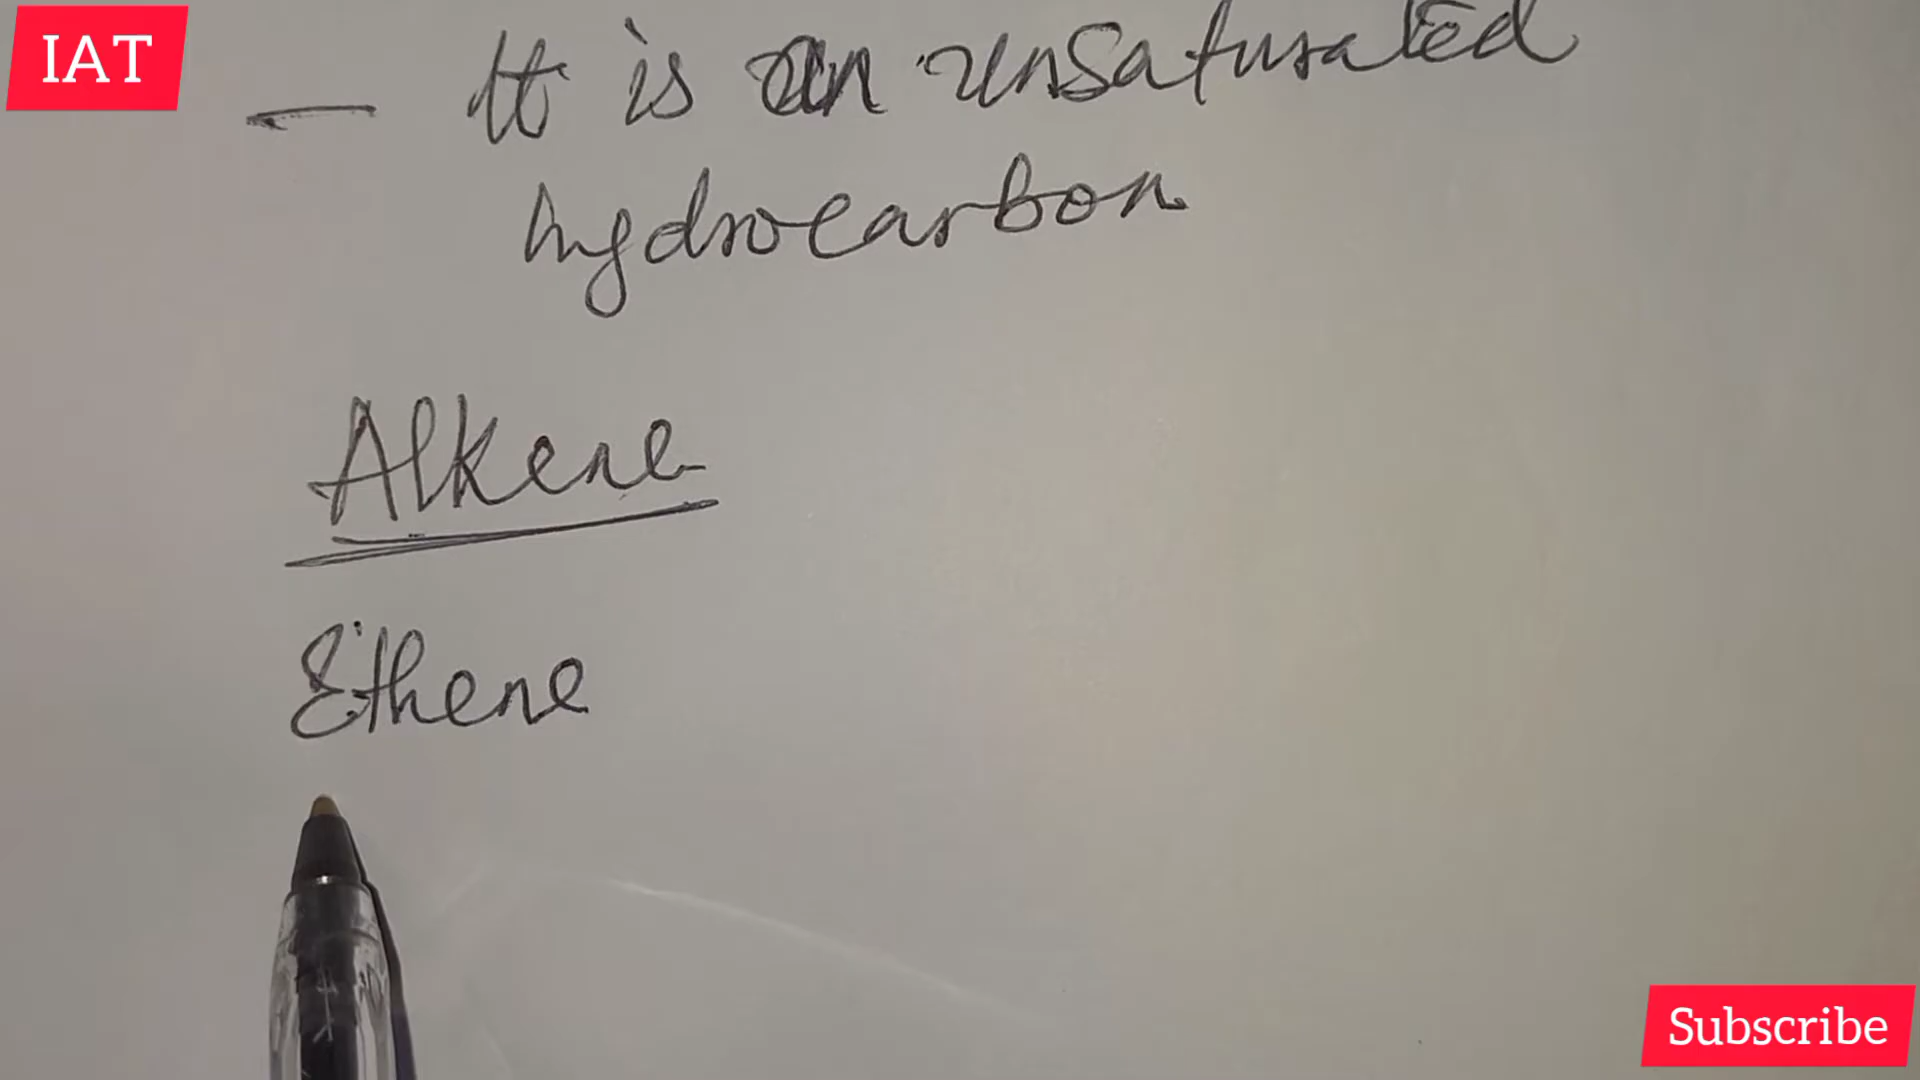 IAT
— It is an unsaturated
hydrocarbon
Alkene
Ethene
Subscribe